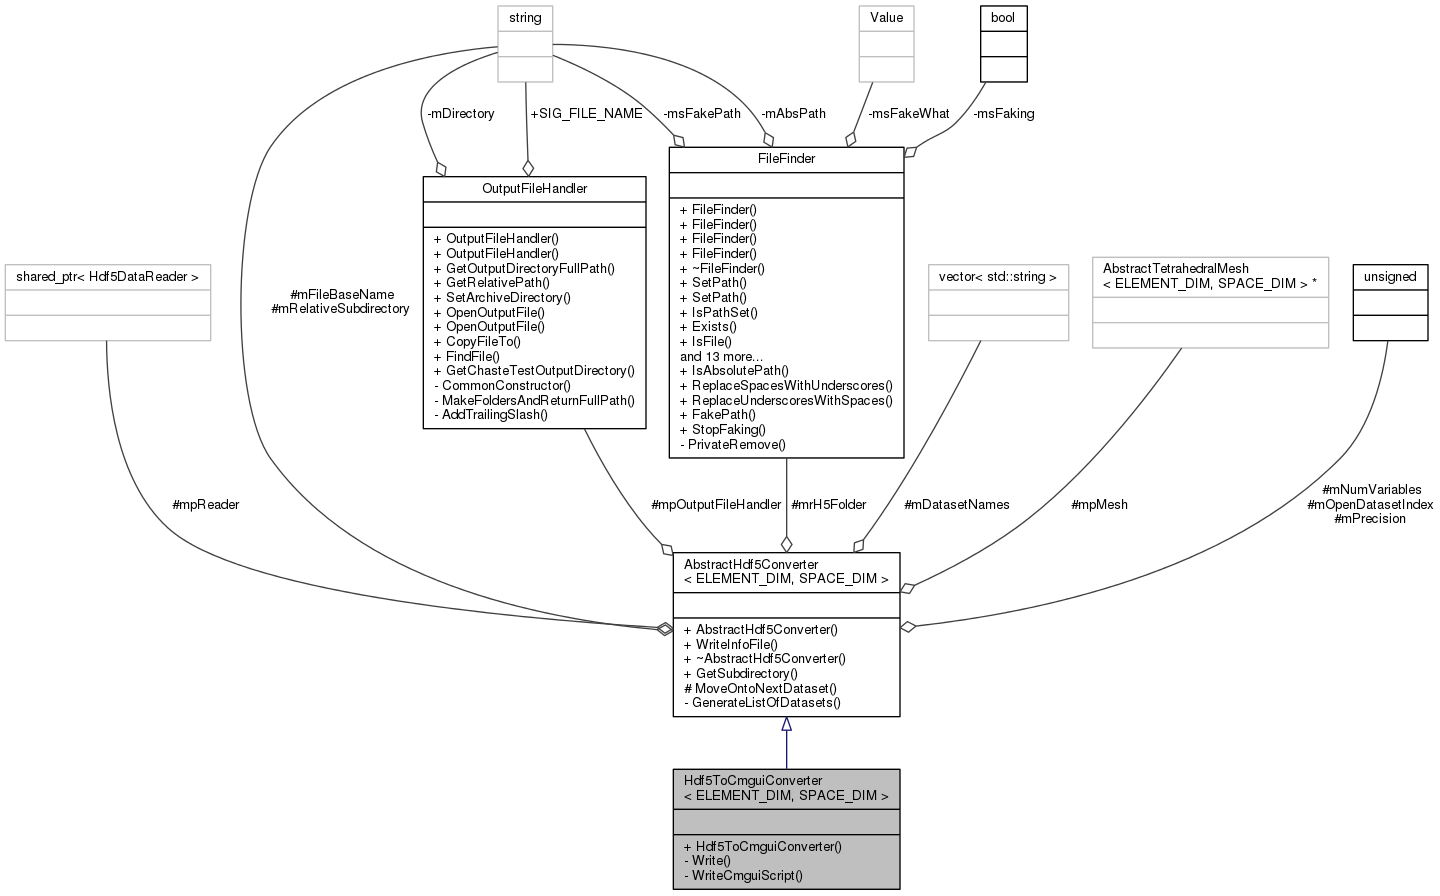 string
Value
bool
-mDirectory
+SIG_FILE_NAME
-msFakePath
-mAbsPath
-msFakeWhat
-msFaking
OutputFileHandler
+ OutputFileHandler()
+ OutputFileHandler()
+ GetOutputDirectoryFullPath()
+ GetRelativePath()
+ SetArchiveDirectory()
+ OpenOutputFile()
+ OpenOutputFile()
+ CopyFileTo()
+ FindFile()
+ GetChasteTestOutputDirectory()
- CommonConstructor()
- MakeFoldersAndReturnFullPath()
- AddTrailingSlash()
FileFinder
+ FileFinder()
+ FileFinder()
+ FileFinder()
+ FileFinder()
+ ~FileFinder()
+ SetPath()
+ SetPath()
+ IsPathSet()
+ Exists()
+ IsFile()
and 13 more...
+ IsAbsolutePath()
+ ReplaceSpacesWithUnderscores()
+ ReplaceUnderscoresWithSpaces()
+ FakePath()
+ StopFaking()
- PrivateRemove()
shared_ptr< Hdf5DataReader >
#mFileBaseName
#mRelativeSubdirectory
vector< std::string >
AbstractTetrahedralMesh
< ELEMENT_DIM, SPACE_DIM > *
unsigned
#mpReader
#mpOutputFileHandler
#mrH5Folder
#mDatasetNames
#mpMesh
#mNumVariables
#mOpenDatasetIndex
#mPrecision
AbstractHdf5Converter
< ELEMENT_DIM, SPACE_DIM >
+ AbstractHdf5Converter()
+ WriteInfoFile()
+ ~AbstractHdf5Converter()
+ GetSubdirectory()
# MoveOntoNextDataset()
- GenerateListOfDatasets()
Hdf5ToCmguiConverter
< ELEMENT_DIM, SPACE_DIM >
+ Hdf5ToCmguiConverter()
- Write()
- WriteCmguiScript()